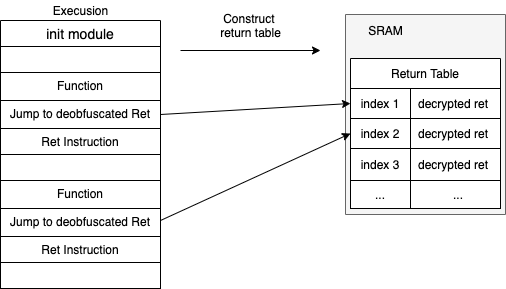 Execusion
init module
Function
Jump to deobfuscated Ret
Ret Instruction
Function
Jump to deobfuscated Ret
Ret Instruction
Construct
return table
SRAM
Return Table
index 1 decrypted ret
index 2 decrypted ret
index 3 decrypted ret
... ...